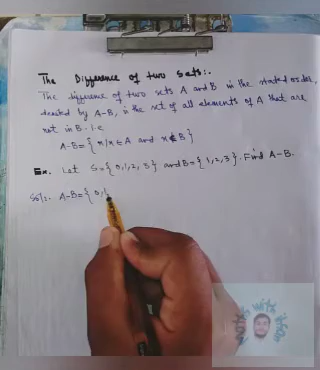 The Difference of two sets:.
The difference of two sets A and B in the stated order,
denoted by A-B, is the set of all elements of A that are
not in B. i.e
A-B={x/x∈A and x∉B}
Ex. Let S={0,1,2,3} and B={1,2,3}. Find A-B.
Sol:. A-B={0,1